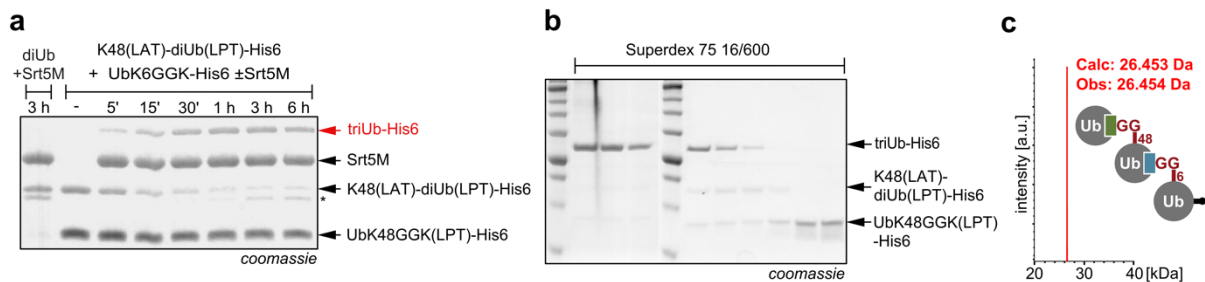 a
diUb
+Srt5M
3 h
K48(LAT)-diUb(LPT)-His6
+ UbK6GGK-His6 ±Srt5M
- 5' 15' 30' 1 h 3 h 6 h
triUb-His6
Srt5M
K48(LAT)-diUb(LPT)-His6
*
UbK48GGK(LPT)-His6
coomassie
b
Superdex 75 16/600
triUb-His6
K48(LAT)-
diUb(LPT)-His6
UbK48GGK(LPT)
-His6
coomassie
c
Calc: 26.453 Da
Obs: 26.454 Da
intensity [a.u.]
Ub GG
48
Ub GG
6
Ub
20 30 40 [kDa]